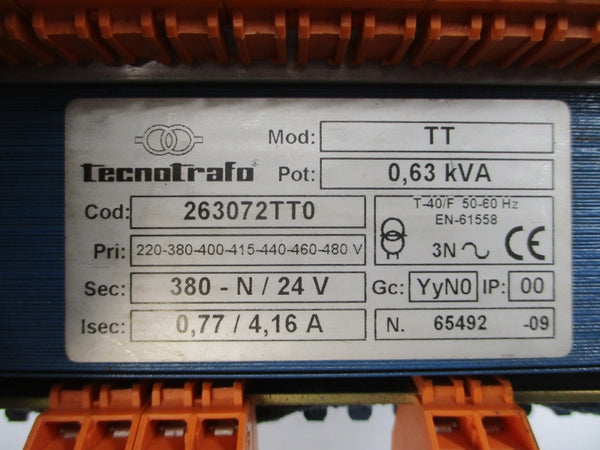 Mod: TT
tecnotrafo® Pot: 0,63 kVA
Cod: 263072TT0
T-40/F 50-60 Hz
EN-61558
3N CE
Pri: 220-380-400-415-440-460-480 V
Sec: 380 - N / 24 V
Gc: YyN0 IP: 00
Isec: 0,77 / 4,16 A
N. 65492 -09